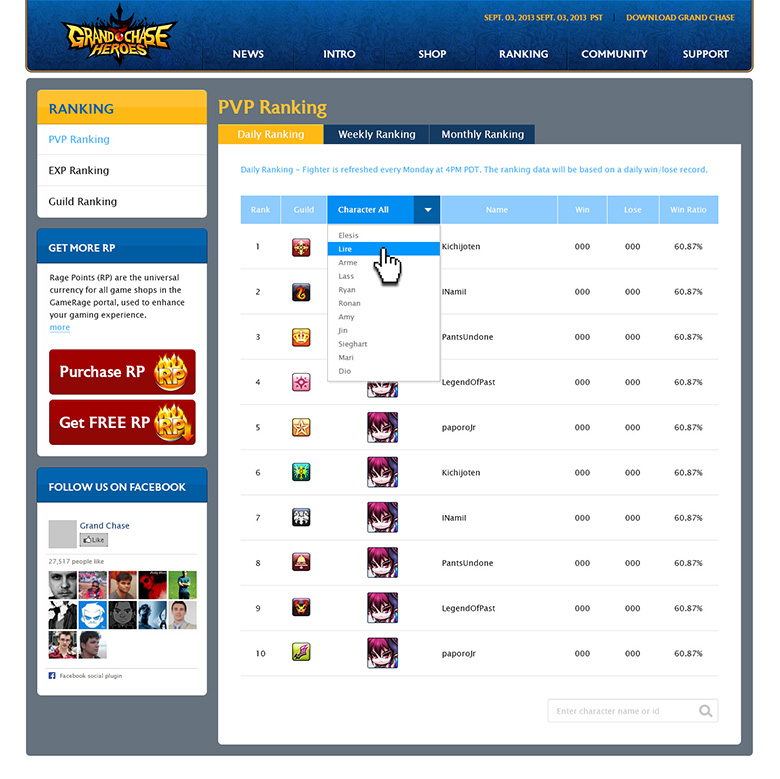 GRAND CHASE
HEROES
SEPT. 03, 2013 SEPT. 03, 2013 PST
DOWNLOAD GRAND CHASE
NEWS
INTRO
SHOP
RANKING
COMMUNITY
SUPPORT
RANKING
PVP Ranking
EXP Ranking
Guild Ranking
GET MORE RP
Rage Points (RP) are the universal
currency for all game shops in the
GameRage portal, used to enhance
your gaming experience.
more
Purchase RP
RP
Get FREE RP
RP
FOLLOW US ON FACEBOOK
Grand Chase
Like
27,517 people like
Facebook social plugin
PVP Ranking
Daily Ranking
Weekly Ranking
Monthly Ranking
Daily Ranking - Fighter is refreshed every Monday at 4PM PDT. The ranking data will be based on a daily win/lose record.
Rank Guild Character All Name Win Lose Win Ratio
Elesis
Lire
Arme
Lass
Ryan
Ronan
Amy
Jin
Sieghart
Mari
Dio
1 Kichijoten 000 000 60.87%
2 INamil 000 000 60.87%
3 PantsUndone 000 000 60.87%
4 LegendOfPast 000 000 60.87%
5 paporoJr 000 000 60.87%
6 Kichijoten 000 000 60.87%
7 INamil 000 000 60.87%
8 PantsUndone 000 000 60.87%
9 LegendOfPast 000 000 60.87%
10 paporoJr 000 000 60.87%
Enter character name or id